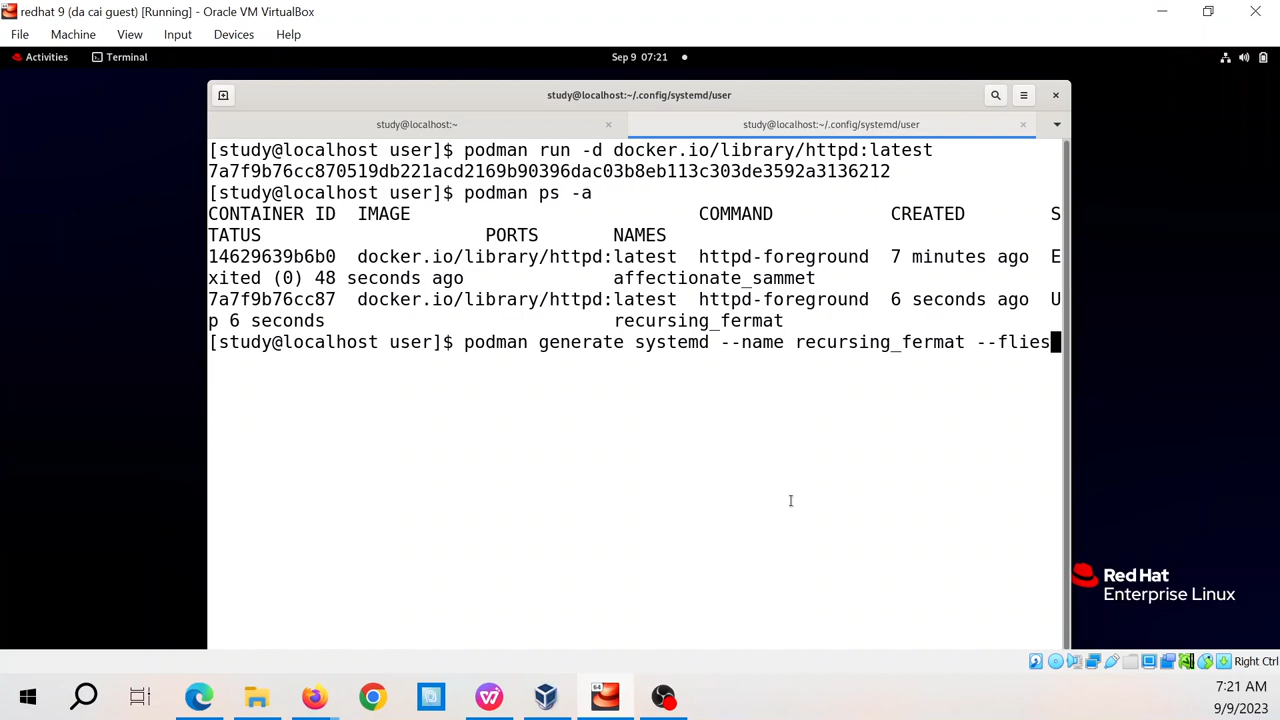 redhat 9 (da cai guest) [Running] - Oracle VM VirtualBox
File Machine View Input Devices Help
Activities Terminal Sep 9 07:21
study@localhost:~/.config/systemd/user
study@localhost:~ study@localhost:~/.config/systemd/user
[study@localhost user]$ podman run -d docker.io/library/httpd:latest
7a7f9b76cc870519db221acd2169b90396dac03b8eb113c303de3592a3136212
[study@localhost user]$ podman ps -a
CONTAINER ID IMAGE COMMAND CREATED S
TATUS PORTS NAMES
14629639b6b0 docker.io/library/httpd:latest httpd-foreground 7 minutes ago E
xited (0) 48 seconds ago affectionate_sammet
7a7f9b76cc87 docker.io/library/httpd:latest httpd-foreground 6 seconds ago U
p 6 seconds recursing_fermat
[study@localhost user]$ podman generate systemd --name recursing_fermat --flies
Red Hat
Enterprise Linux
Right Ctrl
64
7:21 AM
9/9/2023